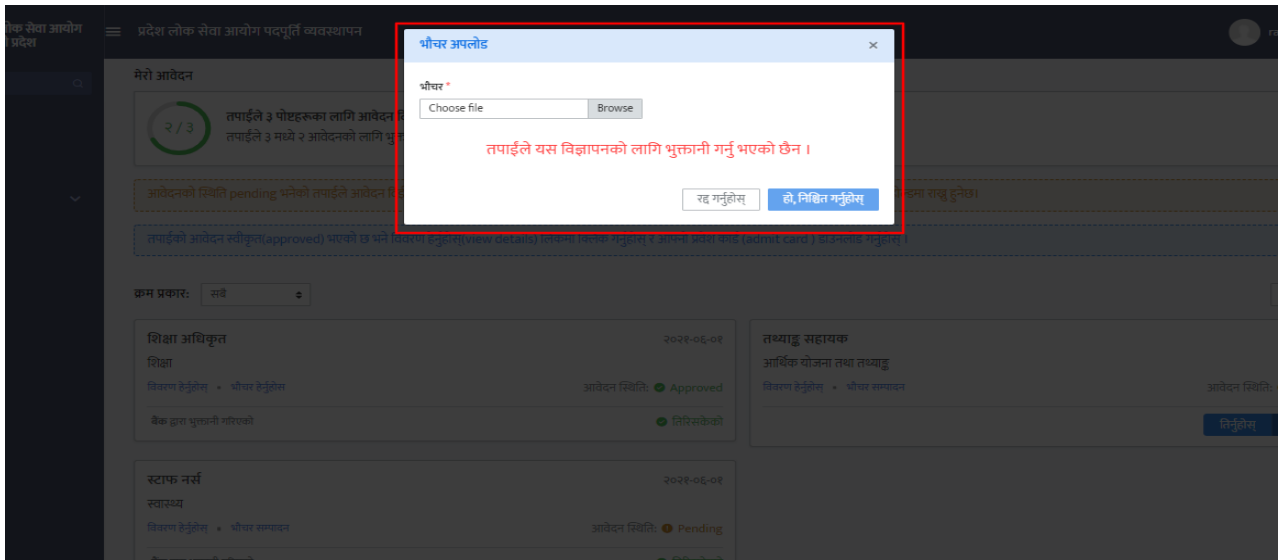 लोक सेवा आयोग
प्रदेश
प्रदेश लोक सेवा आयोग पदपूर्ति व्यवस्थापन
भौचर अपलोड
×
भौचर *
Choose file Browse
तपाईंले यस विज्ञापनको लागि भुक्तानी गर्नु भएको छैन ।
रद्द गर्नुहोस् हो, निश्चित गर्नुहोस्
मेरो आवेदन
२ / ३
तपाईंले ३ पोष्टहरूका लागि आवेदन
तपाईंले ३ मध्ये २ आवेदनको लागि
आवेदनको स्थिति pending भनेको तपाईंले आवेदन राख्नु हुनेछ।
तपाईंको आवेदन स्वीकृत(approved) भएको छ भने विवरण हेर्नुहोस्(view details) लिंकमा क्लिक गर्नुहोस् र आफ्नो प्रवेश कार्ड (admit card ) डाउनलोड गर्नुहोस् ।
क्रम प्रकार: सबै
शिक्षा अधिकृत २०२१-०६-०१
शिक्षा
विवरण हेर्नुहोस् • भौचर हेर्नुहोस आवेदन स्थिति: Approved
बैंक द्वारा भुक्तानी गरिएको तिरिसकेको
तथ्याङ्क सहायक
आर्थिक योजना तथा तथ्याङ्क
विवरण हेर्नुहोस् • भौचर सम्पादन आवेदन स्थिति:
तिर्नुहोस्
स्टाफ नर्स २०२१-०६-०१
स्वास्थ्य
विवरण हेर्नुहोस् • भौचर सम्पादन आवेदन स्थिति: Pending